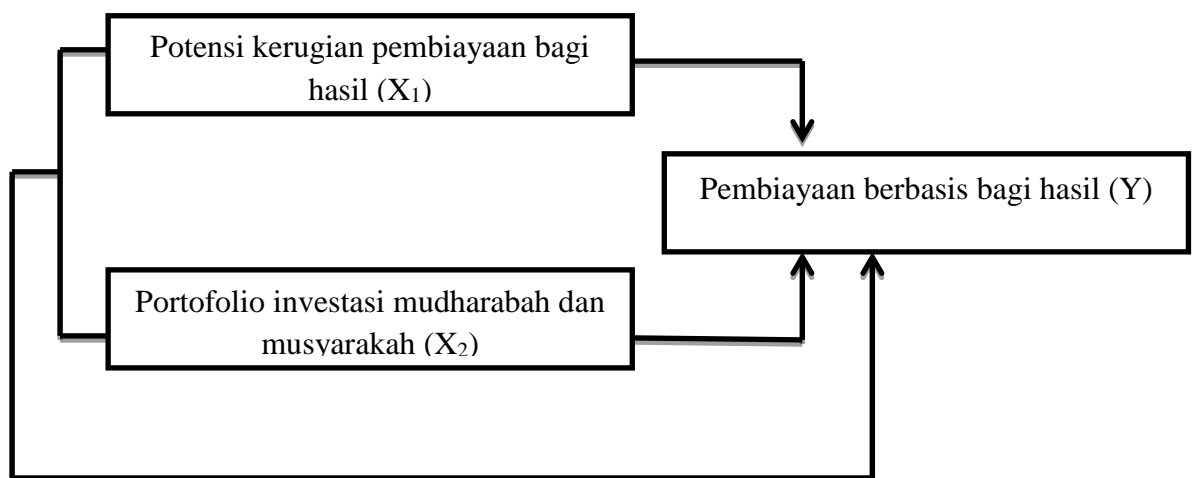 Potensi kerugian pembiayaan bagi
hasil (X₁)
Pembiayaan berbasis bagi hasil (Y)
Portofolio investasi mudharabah dan
musyarakah (X₂)